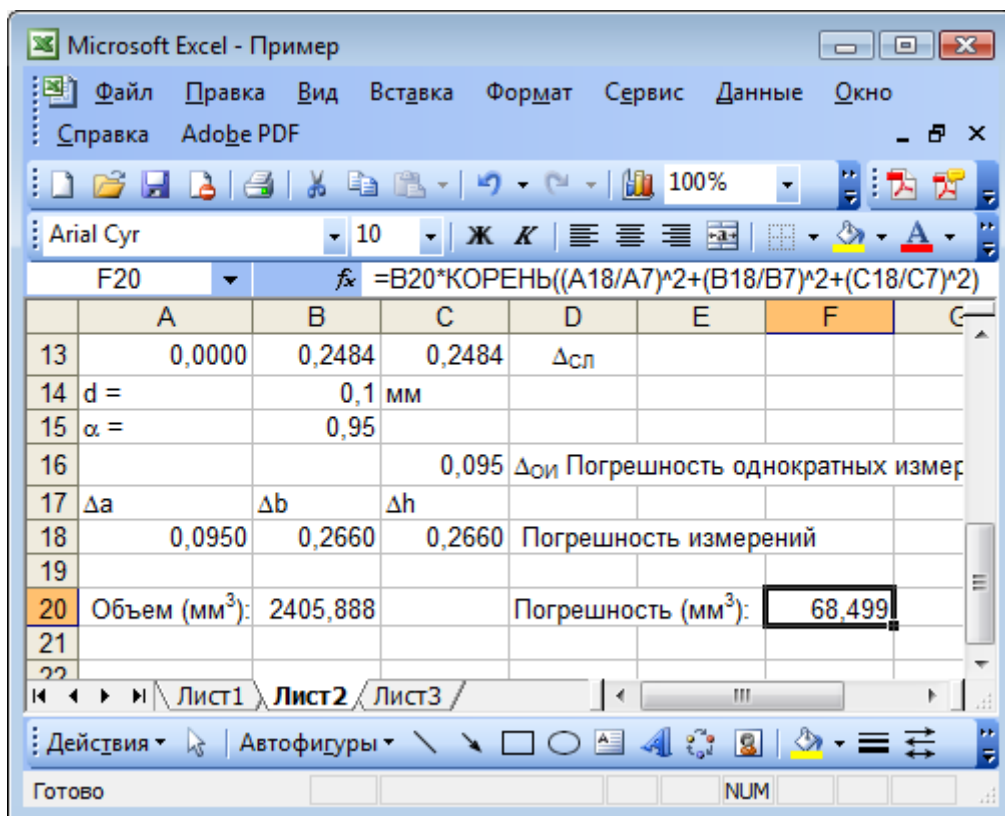 Microsoft Excel - Пример
Файл Правка Вид Вставка Формат Сервис Данные Окно
Справка Adobe PDF
100%
Arial Cyr 10 Ж К
F20 fx =B20*КОРЕНЬ((A18/A7)^2+(B18/B7)^2+(C18/C7)^2)
A B C D E F
13 0,0000 0,2484 0,2484 ΔСЛ
14 d = 0,1 мм
15 α = 0,95
16 0,095 ΔОИ Погрешность однократных измер
17 Δa Δb Δh
18 0,0950 0,2660 0,2660 Погрешность измерений
19
20 Объем (мм³): 2405,888 Погрешность (мм³): 68,499
21
22
Лист1 Лист2 Лист3
Действия Автофигуры
Готово NUM